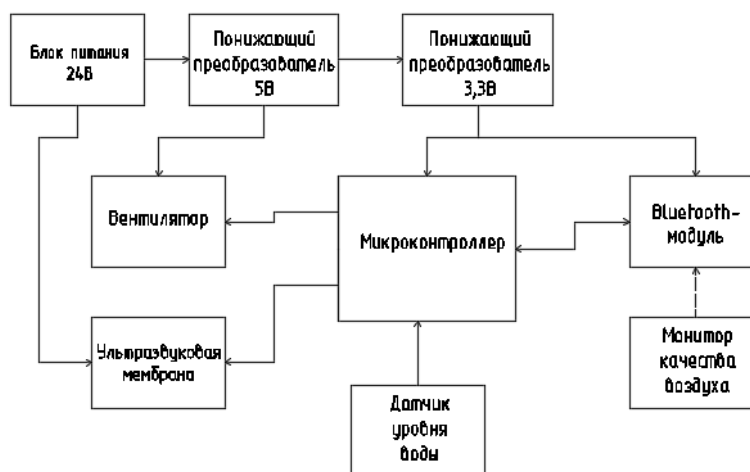 Блок питания
24В
Понижающий
преобразователь
5В
Понижающий
преобразователь
3,3В
Вентилятор
Микроконтроллер
Bluetooth-
модуль
Ультразвуковая
мембрана
Монитор
качества
воздуха
Датчик
уровня
воды